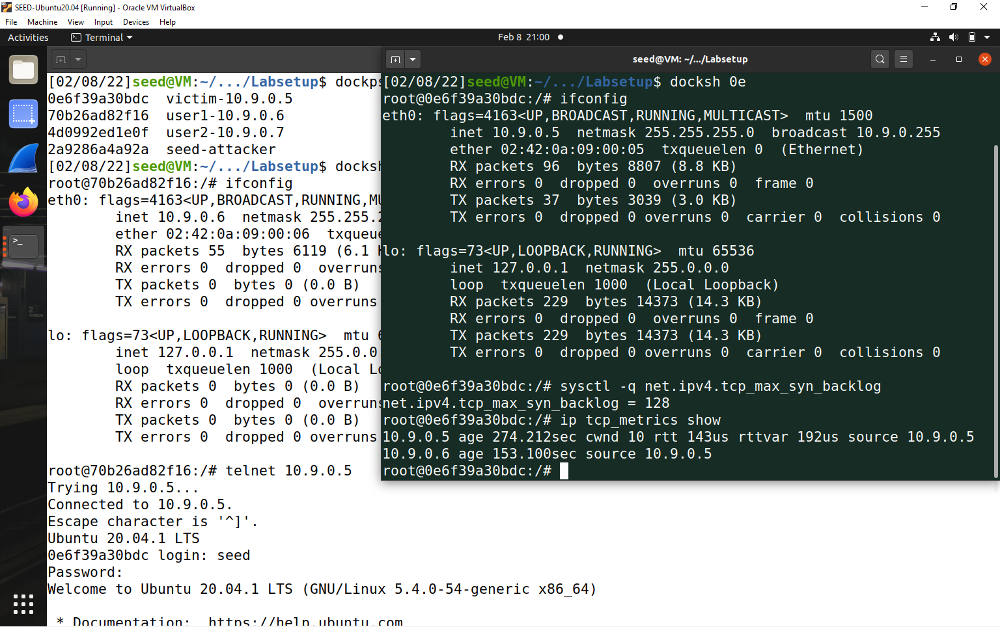 SEED-Ubuntu20.04 [Running] - Oracle VM VirtualBox
File Machine View Input Devices Help
Activities Terminal Feb 8 21:00
[02/08/22]seed@VM:~/.../Labsetup$ dockps
0e6f39a30bdc victim-10.9.0.5
70b26ad82f16 user1-10.9.0.6
4d0992ed1e0f user2-10.9.0.7
2a9286a4a92a seed-attacker
[02/08/22]seed@VM:~/.../Labsetup$ docksh
root@70b26ad82f16:/# ifconfig
eth0: flags=4163<UP,BROADCAST,RUNNING,MU
inet 10.9.0.6 netmask 255.255.2
ether 02:42:0a:09:00:06 txqueue
RX packets 55 bytes 6119 (6.1 K
RX errors 0 dropped 0 overruns
TX packets 0 bytes 0 (0.0 B)
TX errors 0 dropped 0 overruns
lo: flags=73<UP,LOOPBACK,RUNNING> mtu 6
inet 127.0.0.1 netmask 255.0.0.
loop txqueuelen 1000 (Local Lo
RX packets 0 bytes 0 (0.0 B)
RX errors 0 dropped 0 overruns
TX packets 0 bytes 0 (0.0 B)
TX errors 0 dropped 0 overruns
root@70b26ad82f16:/# telnet 10.9.0.5
Trying 10.9.0.5...
Connected to 10.9.0.5.
Escape character is '^]'.
Ubuntu 20.04.1 LTS
0e6f39a30bdc login: seed
Password:
Welcome to Ubuntu 20.04.1 LTS (GNU/Linux 5.4.0-54-generic x86_64)
* Documentation: https://help.ubuntu.com
seed@VM: ~/.../Labsetup
[02/08/22]seed@VM:~/.../Labsetup$ docksh 0e
root@0e6f39a30bdc:/# ifconfig
eth0: flags=4163<UP,BROADCAST,RUNNING,MULTICAST> mtu 1500
inet 10.9.0.5 netmask 255.255.255.0 broadcast 10.9.0.255
ether 02:42:0a:09:00:05 txqueuelen 0 (Ethernet)
RX packets 96 bytes 8807 (8.8 KB)
RX errors 0 dropped 0 overruns 0 frame 0
TX packets 37 bytes 3039 (3.0 KB)
TX errors 0 dropped 0 overruns 0 carrier 0 collisions 0
lo: flags=73<UP,LOOPBACK,RUNNING> mtu 65536
inet 127.0.0.1 netmask 255.0.0.0
loop txqueuelen 1000 (Local Loopback)
RX packets 229 bytes 14373 (14.3 KB)
RX errors 0 dropped 0 overruns 0 frame 0
TX packets 229 bytes 14373 (14.3 KB)
TX errors 0 dropped 0 overruns 0 carrier 0 collisions 0
root@0e6f39a30bdc:/# sysctl -q net.ipv4.tcp_max_syn_backlog
net.ipv4.tcp_max_syn_backlog = 128
root@0e6f39a30bdc:/# ip tcp_metrics show
10.9.0.5 age 274.212sec cwnd 10 rtt 143us rttvar 192us source 10.9.0.5
10.9.0.6 age 153.100sec source 10.9.0.5
root@0e6f39a30bdc:/#